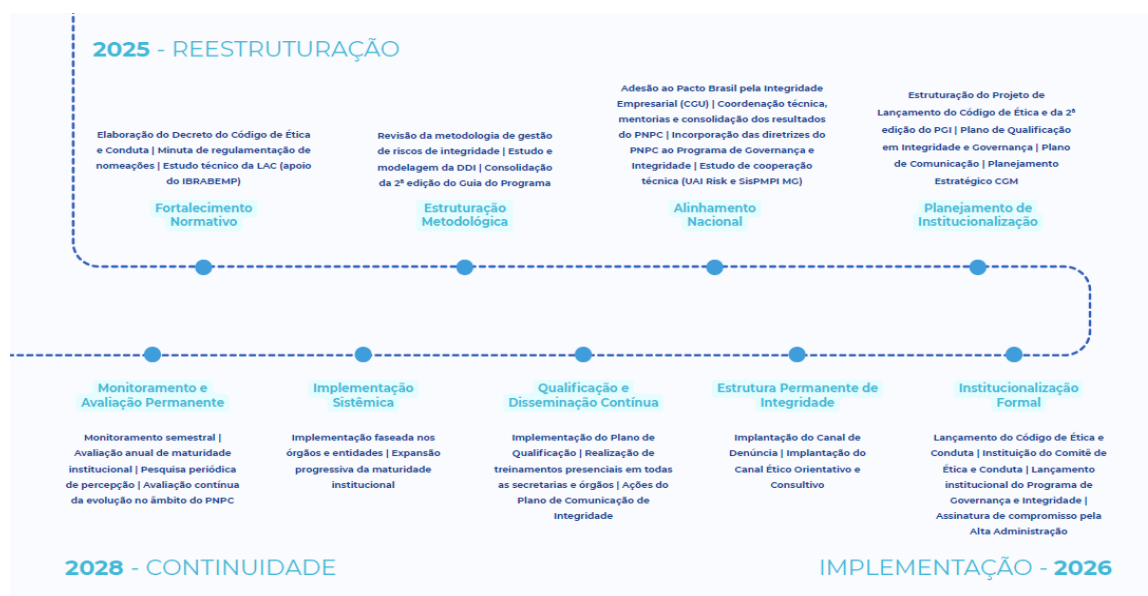 2025 - REESTRUTURAÇÃO
Elaboração do Decreto do Código de Ética
e Conduta | Minuta de regulamentação de
nomeações | Estudo técnico da LAC (apoio
do IBRABEMP)
Fortalecimento
Normativo
Revisão da metodologia de gestão
de riscos de integridade | Estudo e
modelagem da DDI | Consolidação
da 2ª edição do Guia do Programa
Estruturação
Metodológica
Adesão ao Pacto Brasil pela Integridade
Empresarial (CGU) | Coordenação técnica,
mentorias e consolidação dos resultados
do PNPC | Incorporação das diretrizes do
PNPC ao Programa de Governança e
Integridade | Estudo de cooperação
técnica (UAI Risk e SisPMPI MG)
Alinhamento
Nacional
Estruturação do Projeto de
Lançamento do Código de Ética e da 2ª
edição do PGI | Plano de Qualificação
em Integridade e Governança | Plano
de Comunicação | Planejamento
Estratégico CGM
Planejamento de
Institucionalização
Monitoramento e
Avaliação Permanente
Monitoramento semestral |
Avaliação anual de maturidade
institucional | Pesquisa periódica
de percepção | Avaliação contínua
da evolução no âmbito do PNPC
Implementação
Sistêmica
Implementação faseada nos
órgãos e entidades | Expansão
progressiva da maturidade
institucional
Qualificação e
Disseminação Contínua
Implementação do Plano de
Qualificação | Realização de
treinamentos presenciais em todas
as secretarias e órgãos | Ações do
Plano de Comunicação de
Integridade
Estrutura Permanente de
Integridade
Implantação do Canal de
Denúncia | Implantação do
Canal Ético Orientativo e
Consultivo
Institucionalização
Formal
Lançamento do Código de Ética e
Conduta | Instituição do Comitê de
Ética e Conduta | Lançamento
institucional do Programa de
Governança e Integridade |
Assinatura de compromisso pela
Alta Administração
2028 - CONTINUIDADE
IMPLEMENTAÇÃO - 2026